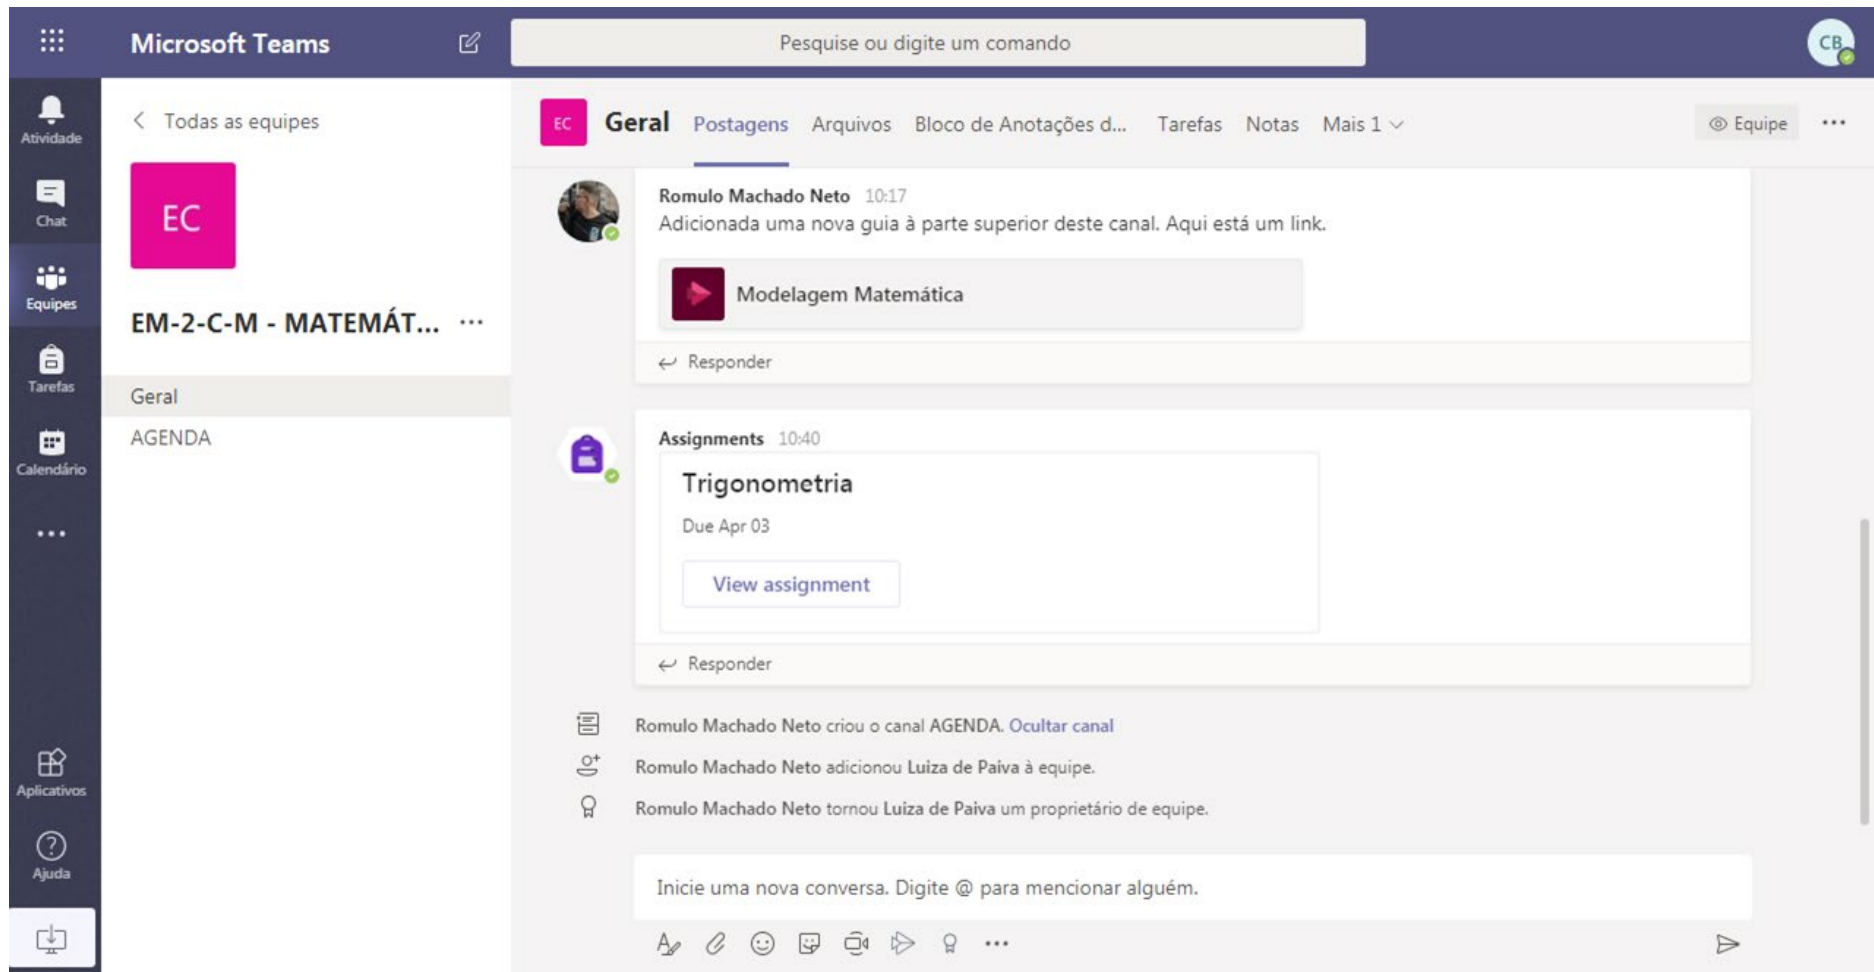 Microsoft Teams
Pesquise ou digite um comando
CB
Atividade
Chat
Equipes
Tarefas
Calendário
Aplicativos
Ajuda
Todas as equipes
EC
EM-2-C-M - MATEMÁT... ...
Geral
AGENDA
EC Geral Postagens Arquivos Bloco de Anotações d... Tarefas Notas Mais 1
Equipe ...
Romulo Machado Neto 10:17
Adicionada uma nova guia à parte superior deste canal. Aqui está um link.
Modelagem Matemática
Responder
Assignments 10:40
Trigonometria
Due Apr 03
View assignment
Responder
Romulo Machado Neto criou o canal AGENDA. Ocultar canal
Romulo Machado Neto adicionou Luiza de Paiva à equipe.
Romulo Machado Neto tornou Luiza de Paiva um proprietário de equipe.
Inicie uma nova conversa. Digite @ para mencionar alguém.